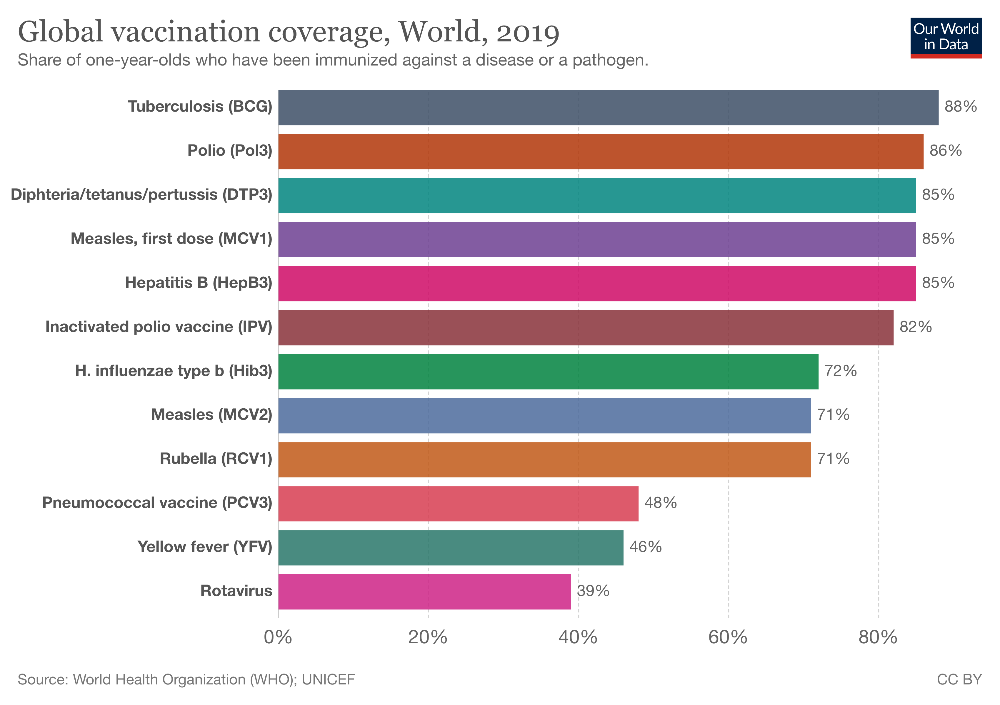 Global vaccination coverage, World, 2019
Our World
in Data
Share of one-year-olds who have been immunized against a disease or a pathogen.
Tuberculosis (BCG) 88%
Polio (Pol3) 86%
Diphteria/tetanus/pertussis (DTP3) 85%
Measles, first dose (MCV1) 85%
Hepatitis B (HepB3) 85%
Inactivated polio vaccine (IPV) 82%
H. influenzae type b (Hib3) 72%
Measles (MCV2) 71%
Rubella (RCV1) 71%
Pneumococcal vaccine (PCV3) 48%
Yellow fever (YFV) 46%
Rotavirus 39%
0% 20% 40% 60% 80%
Source: World Health Organization (WHO); UNICEF CC BY